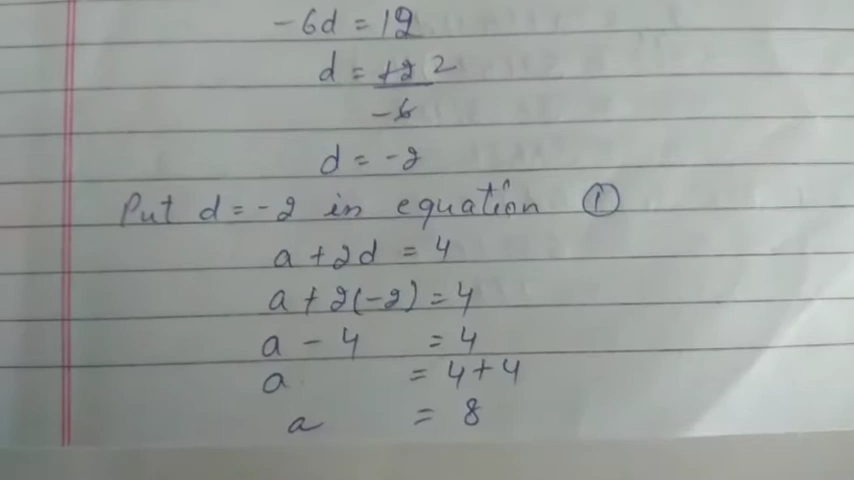 -6d = 12
d = 12 2
-6
d = -2
Put d = -2 in equation ①
a + 2d = 4
a + 2(-2) = 4
a - 4 = 4
a = 4 + 4
a = 8